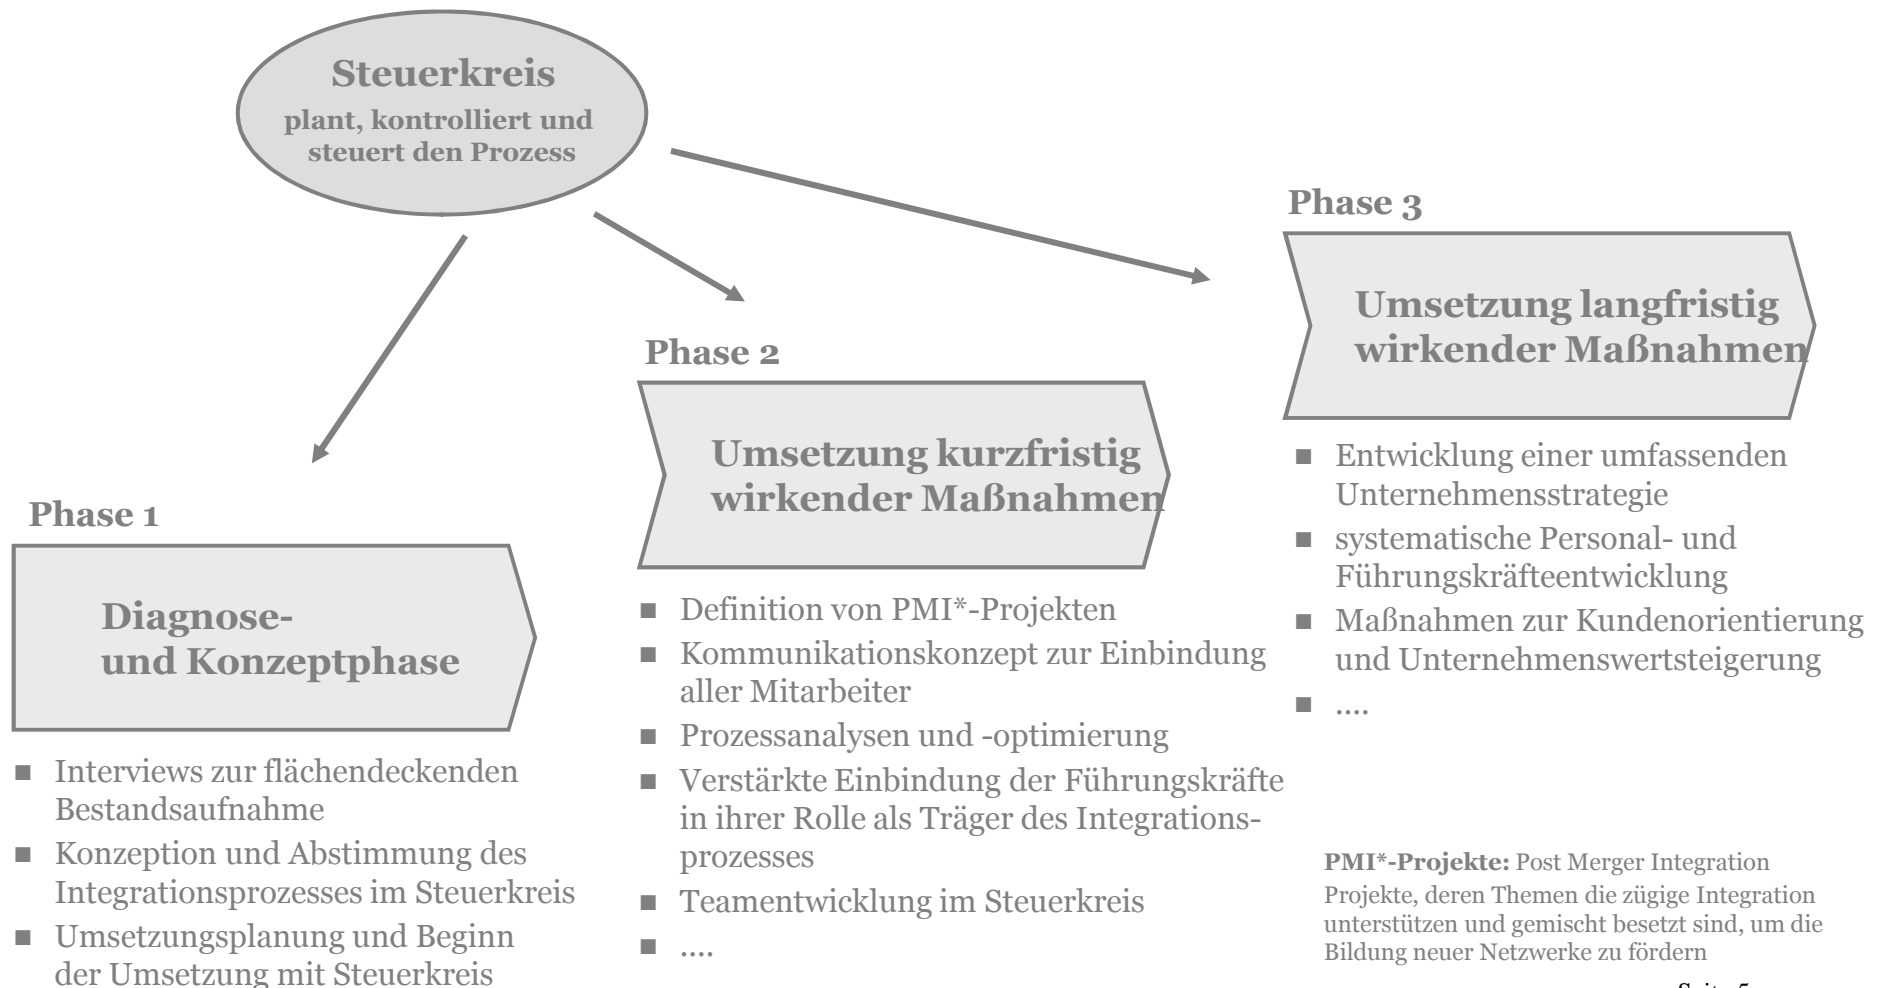 Steuerkreis
plant, kontrolliert und
steuert den Prozess
Phase 1
Diagnose-
und Konzeptphase
■ Interviews zur flächendeckenden
Bestandsaufnahme
■ Konzeption und Abstimmung des
Integrationsprozesses im Steuerkreis
■ Umsetzungsplanung und Beginn
der Umsetzung mit Steuerkreis
Phase 2
Umsetzung kurzfristig
wirkender Maßnahmen
■ Definition von PMI*-Projekten
■ Kommunikationskonzept zur Einbindung
aller Mitarbeiter
■ Prozessanalysen und -optimierung
■ Verstärkte Einbindung der Führungskräfte
in ihrer Rolle als Träger des Integrations-
prozesses
■ Teamentwicklung im Steuerkreis
■ ....
Phase 3
Umsetzung langfristig
wirkender Maßnahmen
■ Entwicklung einer umfassenden
Unternehmensstrategie
■ systematische Personal- und
Führungskräfteentwicklung
■ Maßnahmen zur Kundenorientierung
und Unternehmenswertsteigerung
■ ....
PMI*-Projekte: Post Merger Integration
Projekte, deren Themen die zügige Integration
unterstützen und gemischt besetzt sind, um die
Bildung neuer Netzwerke zu fördern
Seite 5